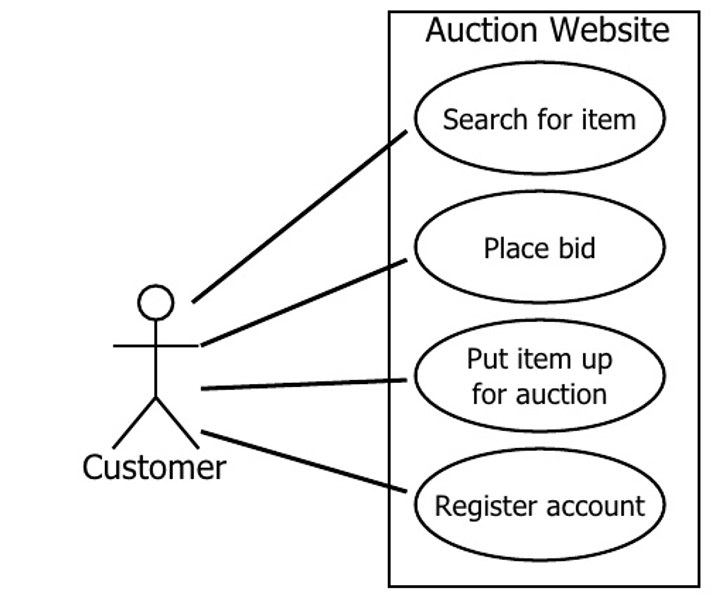 Auction Website
Search for item
Place bid
Put item up
for auction
Register account
Customer